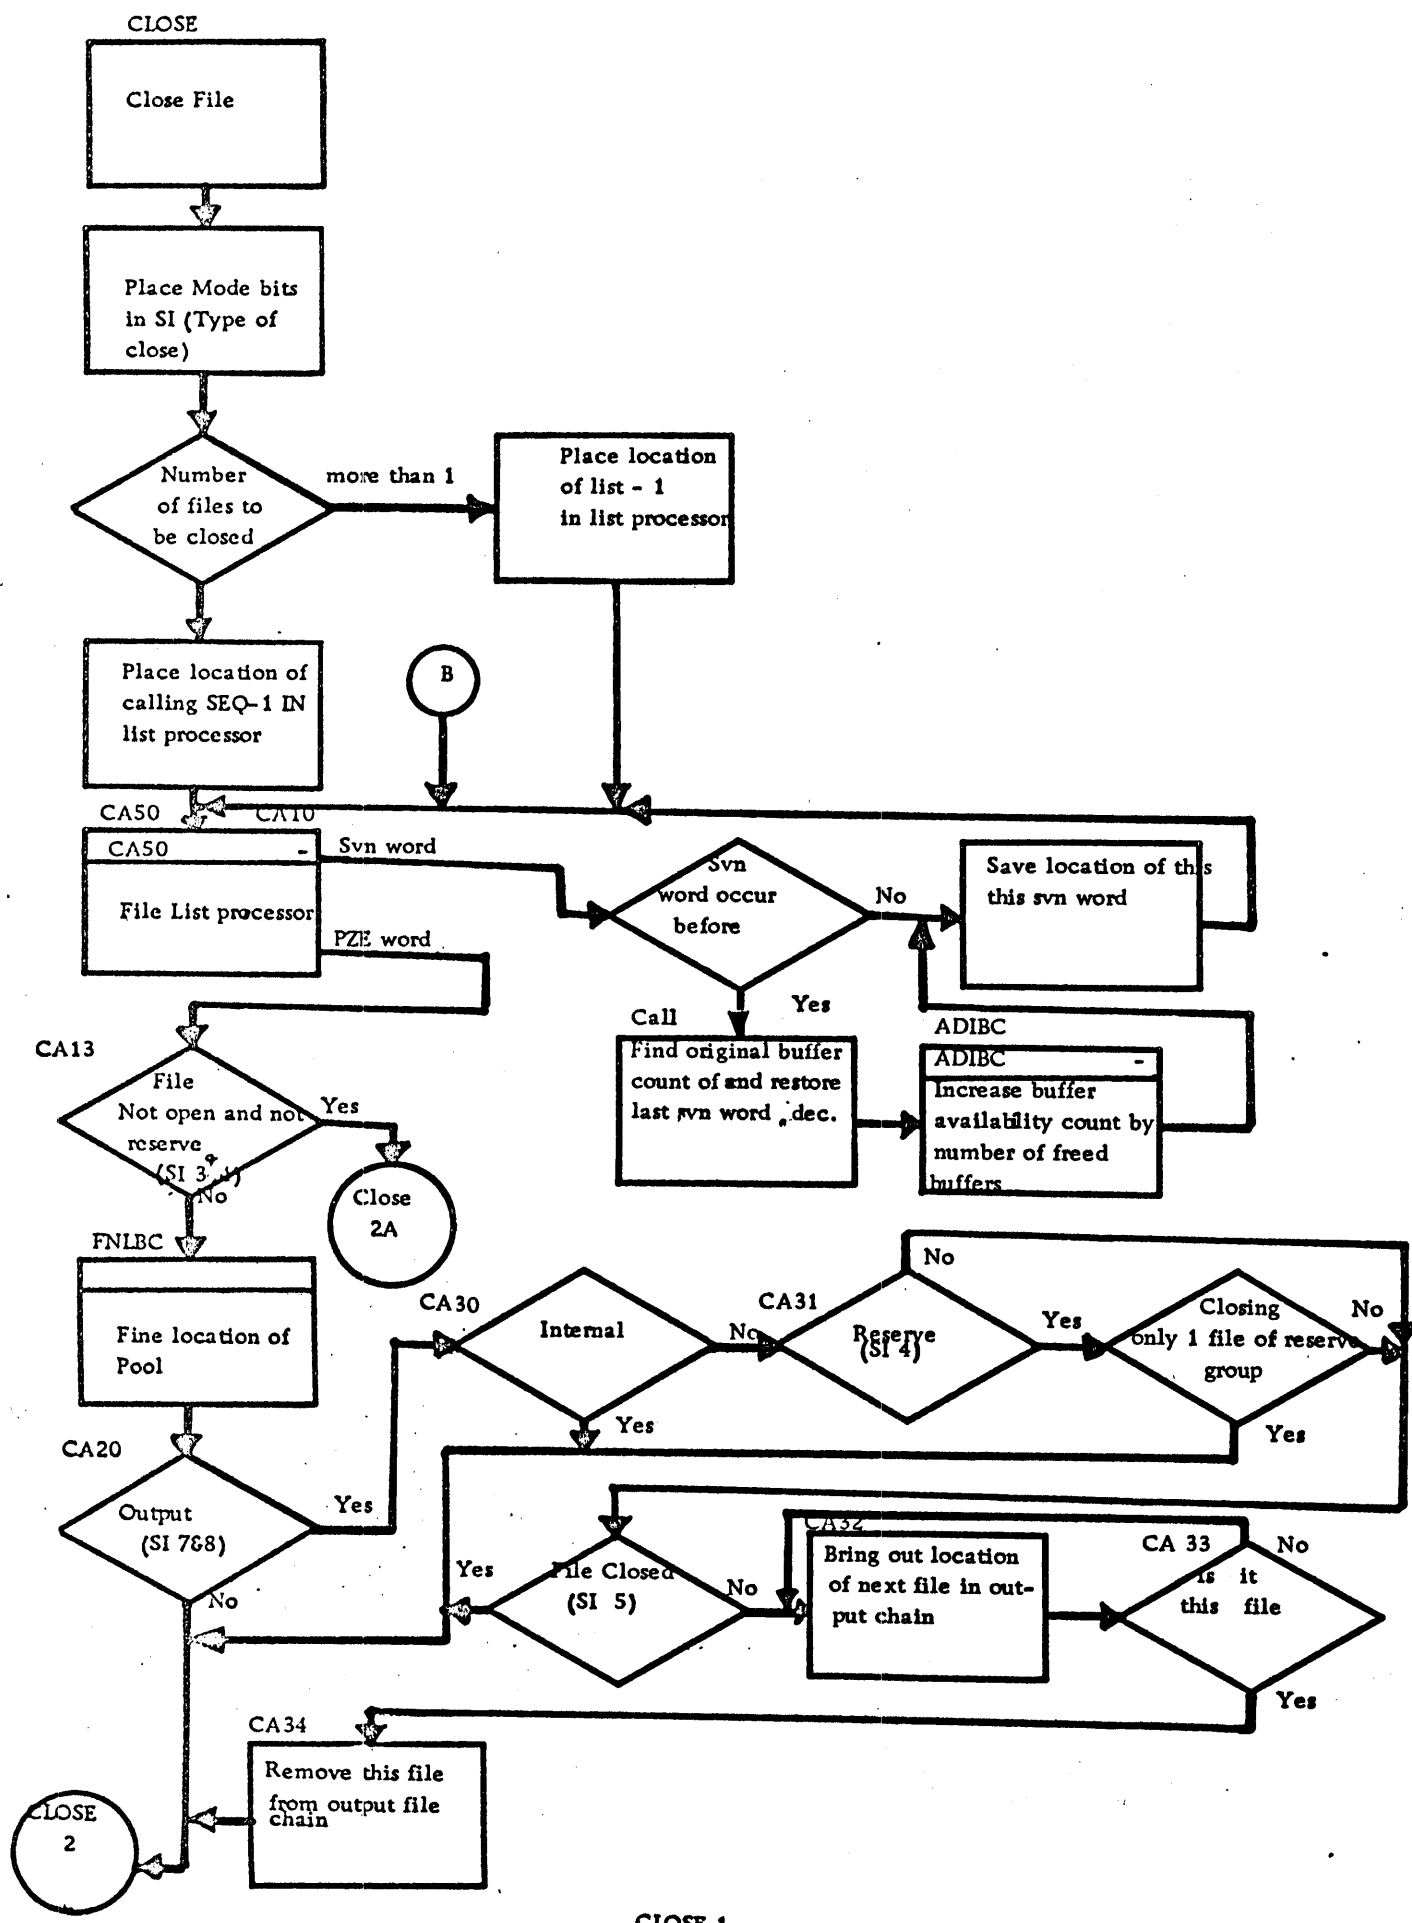 CLOSE
Close File
Place Mode bits
in SI (Type of
close)
Number
of files to
be closed
more than 1
Place location
of list - 1
in list processor
Place location of
calling SEQ-1 IN
list processor
B
CA50
CA10
CA50 -
File List processor
Svn word
PZE word
Svn
word occur
before
No
Yes
Save location of this
this svn word
Call
Find original buffer
count of and restore
last svn word dec.
ADIBC
ADIBC -
Increase buffer
availability count by
number of freed
buffers
CA13
File
Not open and not
reserve
(SI 3
Yes
No
Close
2A
FNLBC
Fine location of
Pool
CA20
Output
(SI 7&8)
Yes
No
CA30
Internal
No
Yes
CA31
Reserve
(SI 4)
No
Yes
Closing
only 1 file of reserve
group
No
Yes
File Closed
(SI 5)
Yes
No
CA32
Bring out location
of next file in out-
put chain
CA 33
is it
this file
No
Yes
CA34
Remove this file
from output file
chain
CLOSE
2
CLOSE 1